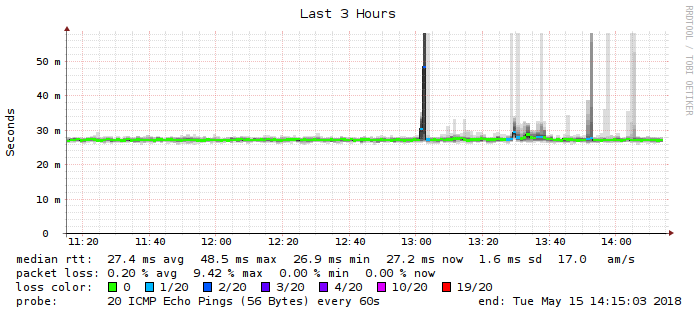 Last 3 Hours
RRDTOOL / TOBI OETIKER
Seconds
50 m
40 m
30 m
20 m
10 m
0
11:20 11:40 12:00 12:20 12:40 13:00 13:20 13:40 14:00
median rtt: 27.4 ms avg 48.5 ms max 26.9 ms min 27.2 ms now 1.6 ms sd 17.0 am/s
packet loss: 0.20 % avg 9.42 % max 0.00 % min 0.00 % now
loss color: 0 1/20 2/20 3/20 4/20 10/20 19/20
probe: 20 ICMP Echo Pings (56 Bytes) every 60s end: Tue May 15 14:15:03 2018